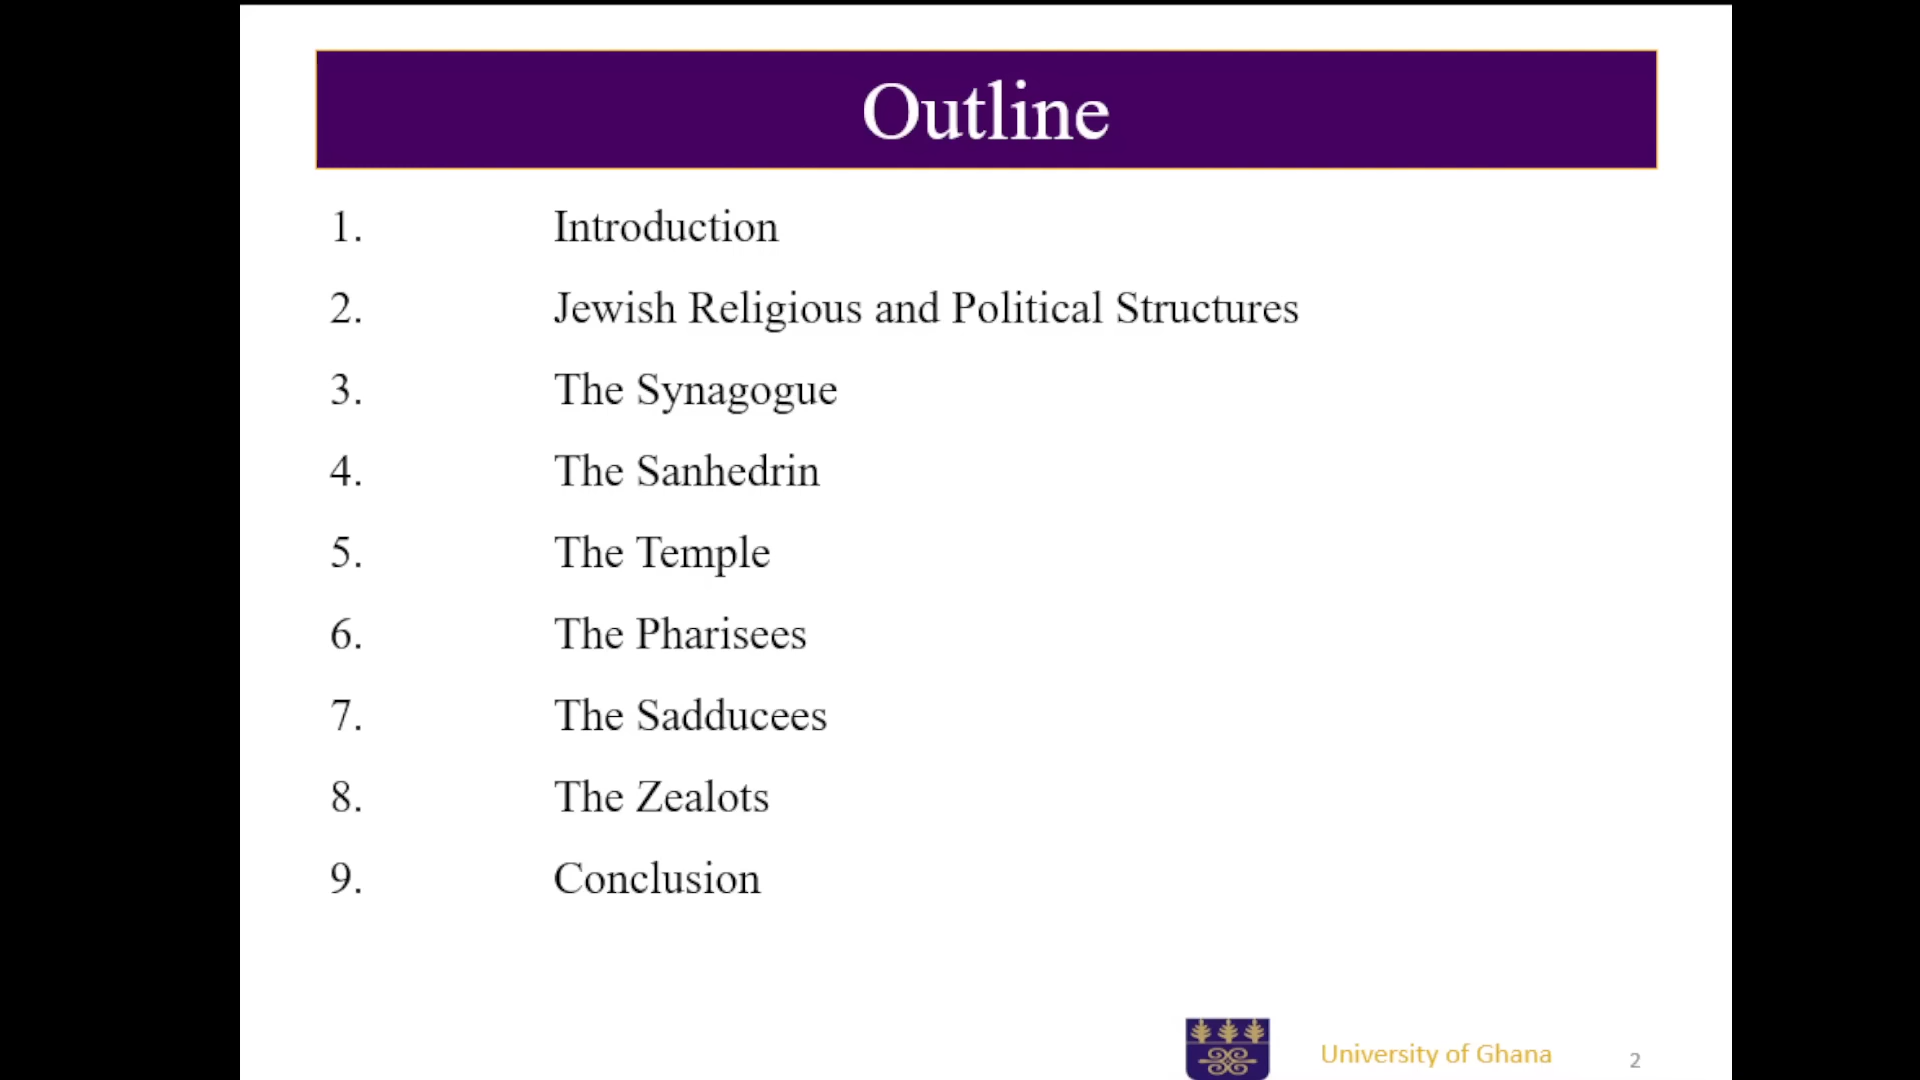 Outline
1. Introduction
2. Jewish Religious and Political Structures
3. The Synagogue
4. The Sanhedrin
5. The Temple
6. The Pharisees
7. The Sadducees
8. The Zealots
9. Conclusion
University of Ghana 2